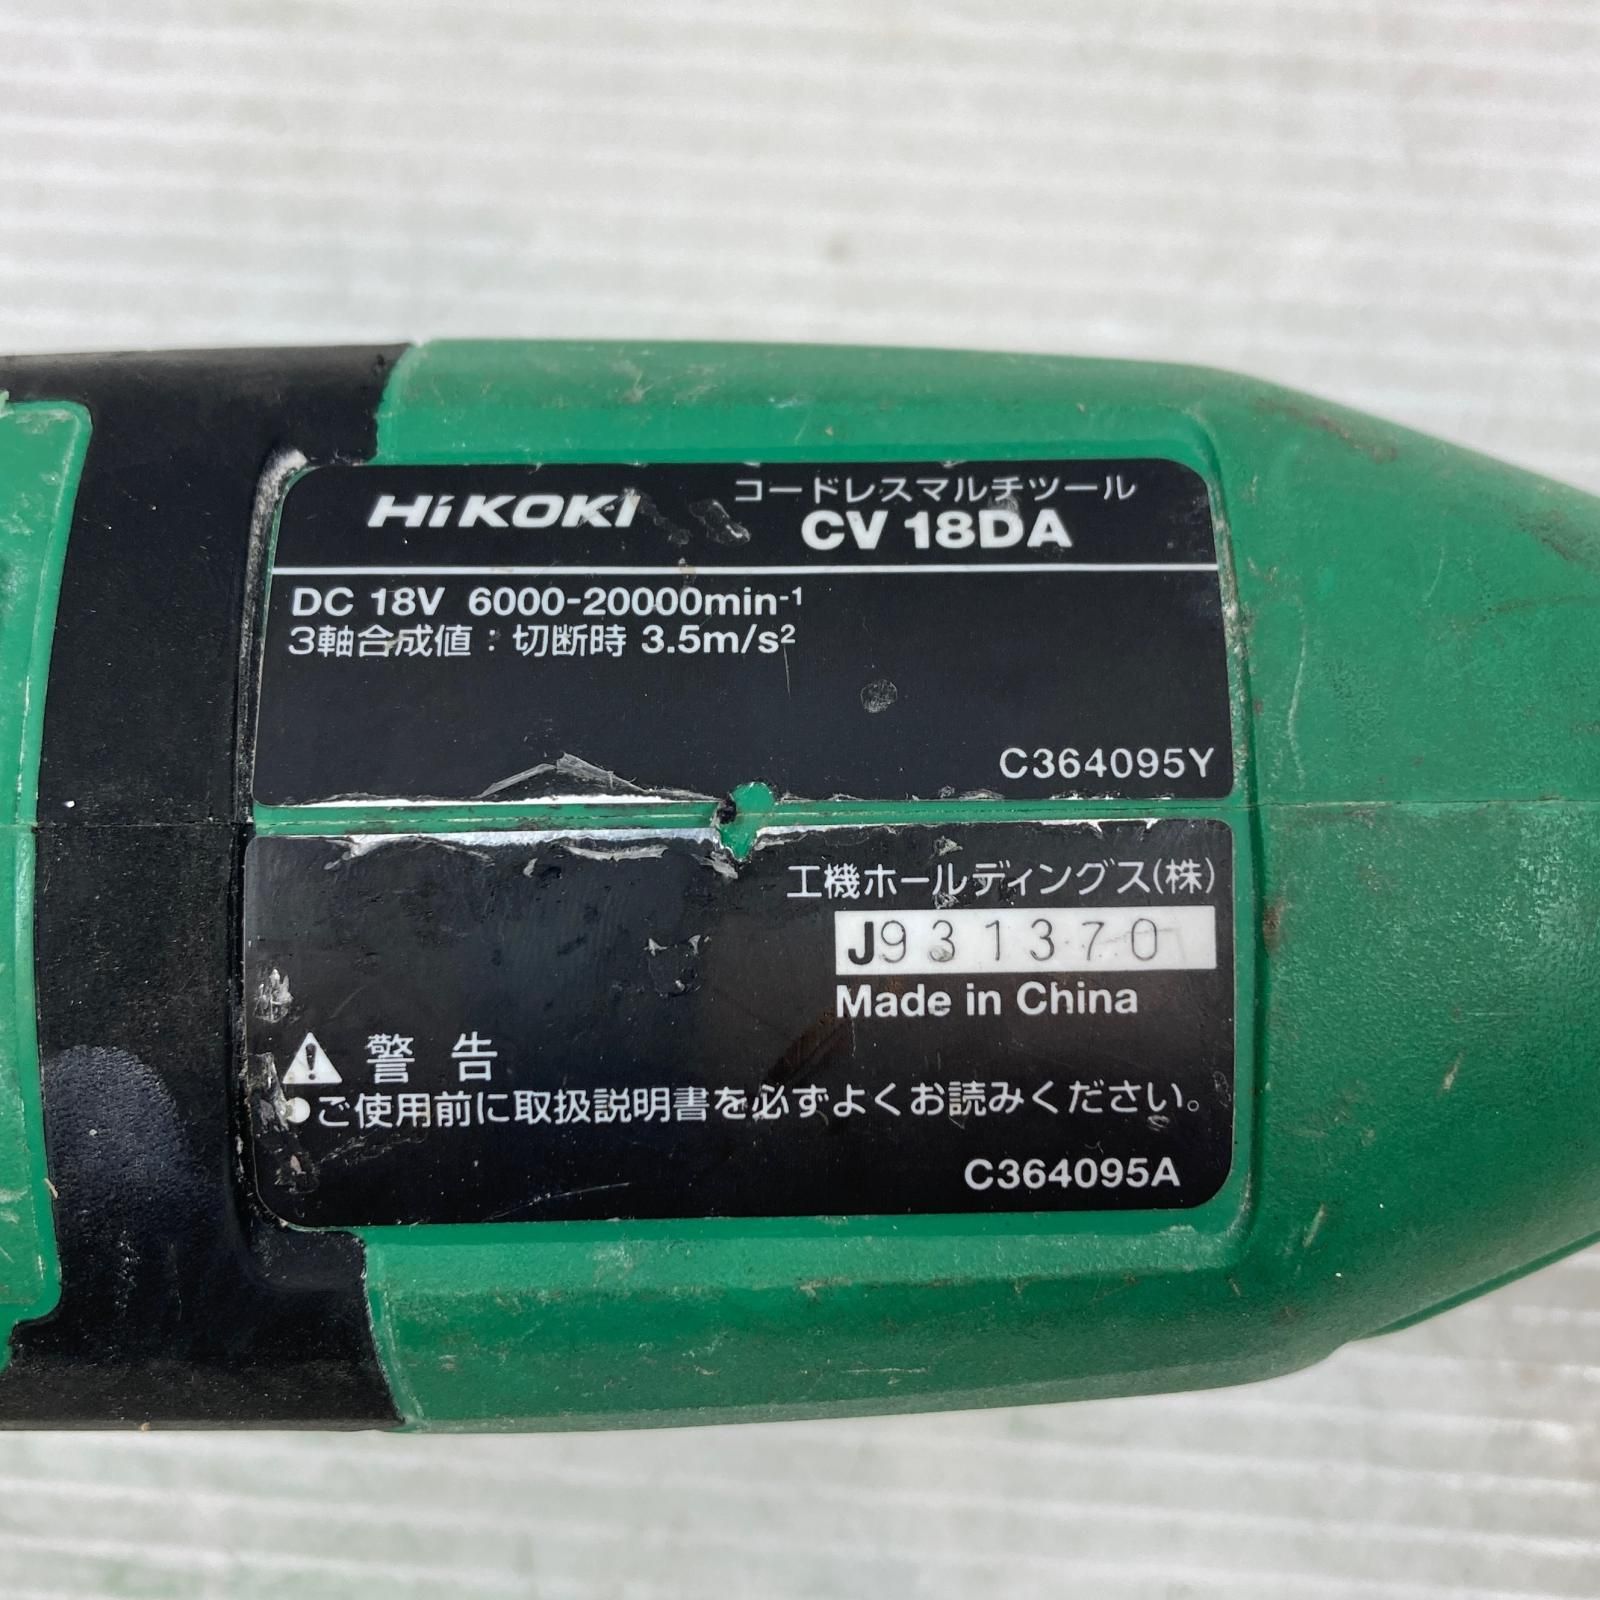 HiKOKI
コードレスマルチツール
CV 18DA
DC 18V 6000-20000min⁻¹
3軸合成値：切断時 3.5m/s²
C364095Y
工機ホールディングス(株)
J931370
Made in China
警 告
●ご使用前に取扱説明書を必ずよくお読みください。
C364095A